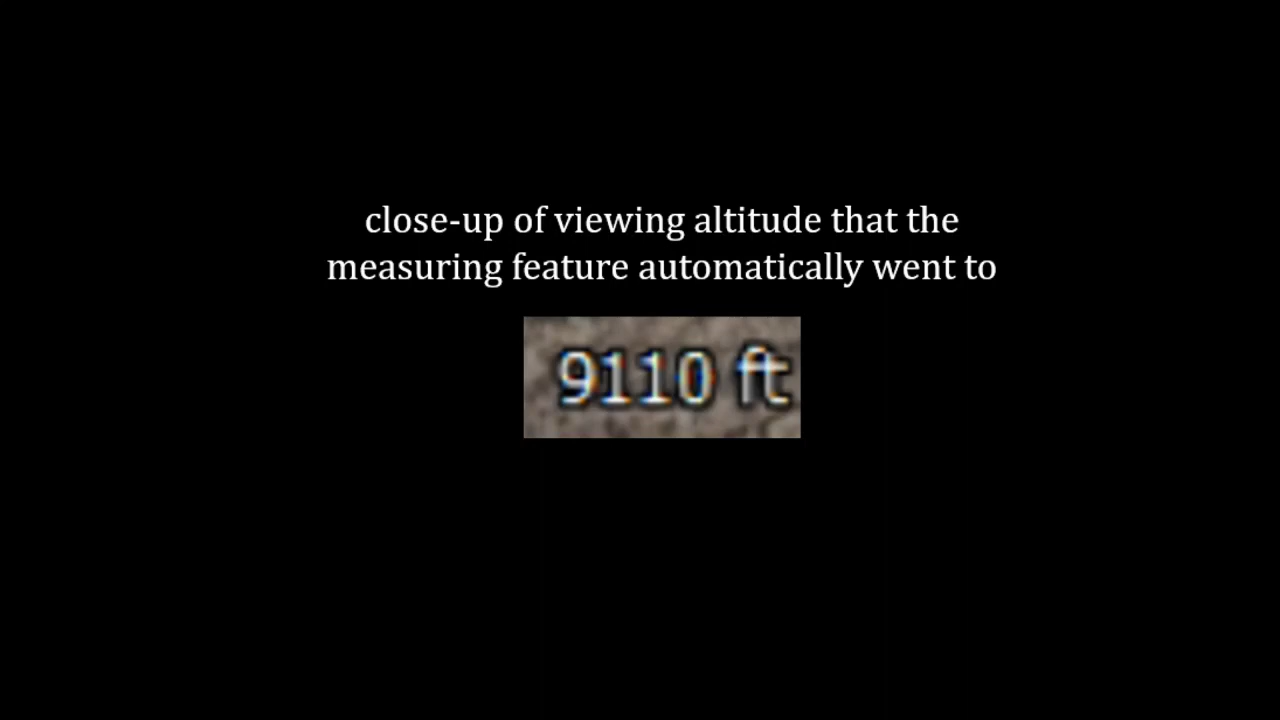 close-up of viewing altitude that the
measuring feature automatically went to
9110 ft